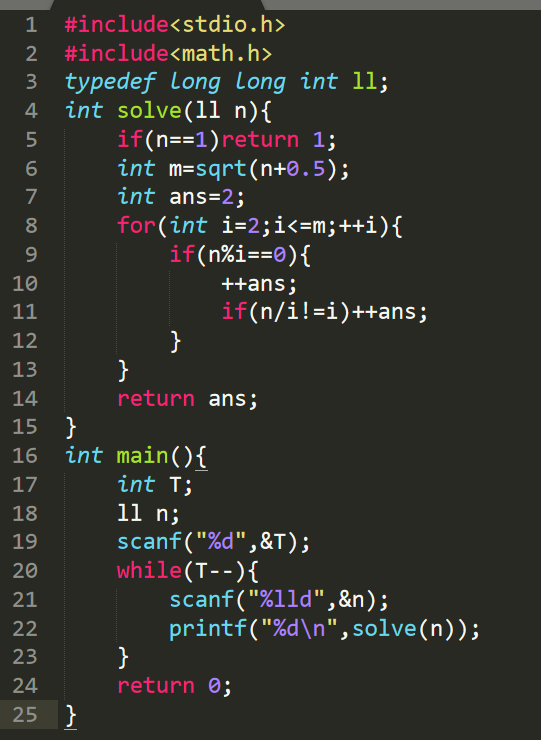 1 #include<stdio.h>
2 #include<math.h>
3 typedef long long int ll;
4 int solve(ll n){
5     if(n==1)return 1;
6     int m=sqrt(n+0.5);
7     int ans=2;
8     for(int i=2;i<=m;++i){
9         if(n%i==0){
10             ++ans;
11             if(n/i!=i)++ans;
12         }
13     }
14     return ans;
15 }
16 int main(){
17     int T;
18     ll n;
19     scanf("%d",&T);
20     while(T--){
21         scanf("%lld",&n);
22         printf("%d\n",solve(n));
23     }
24     return 0;
25 }